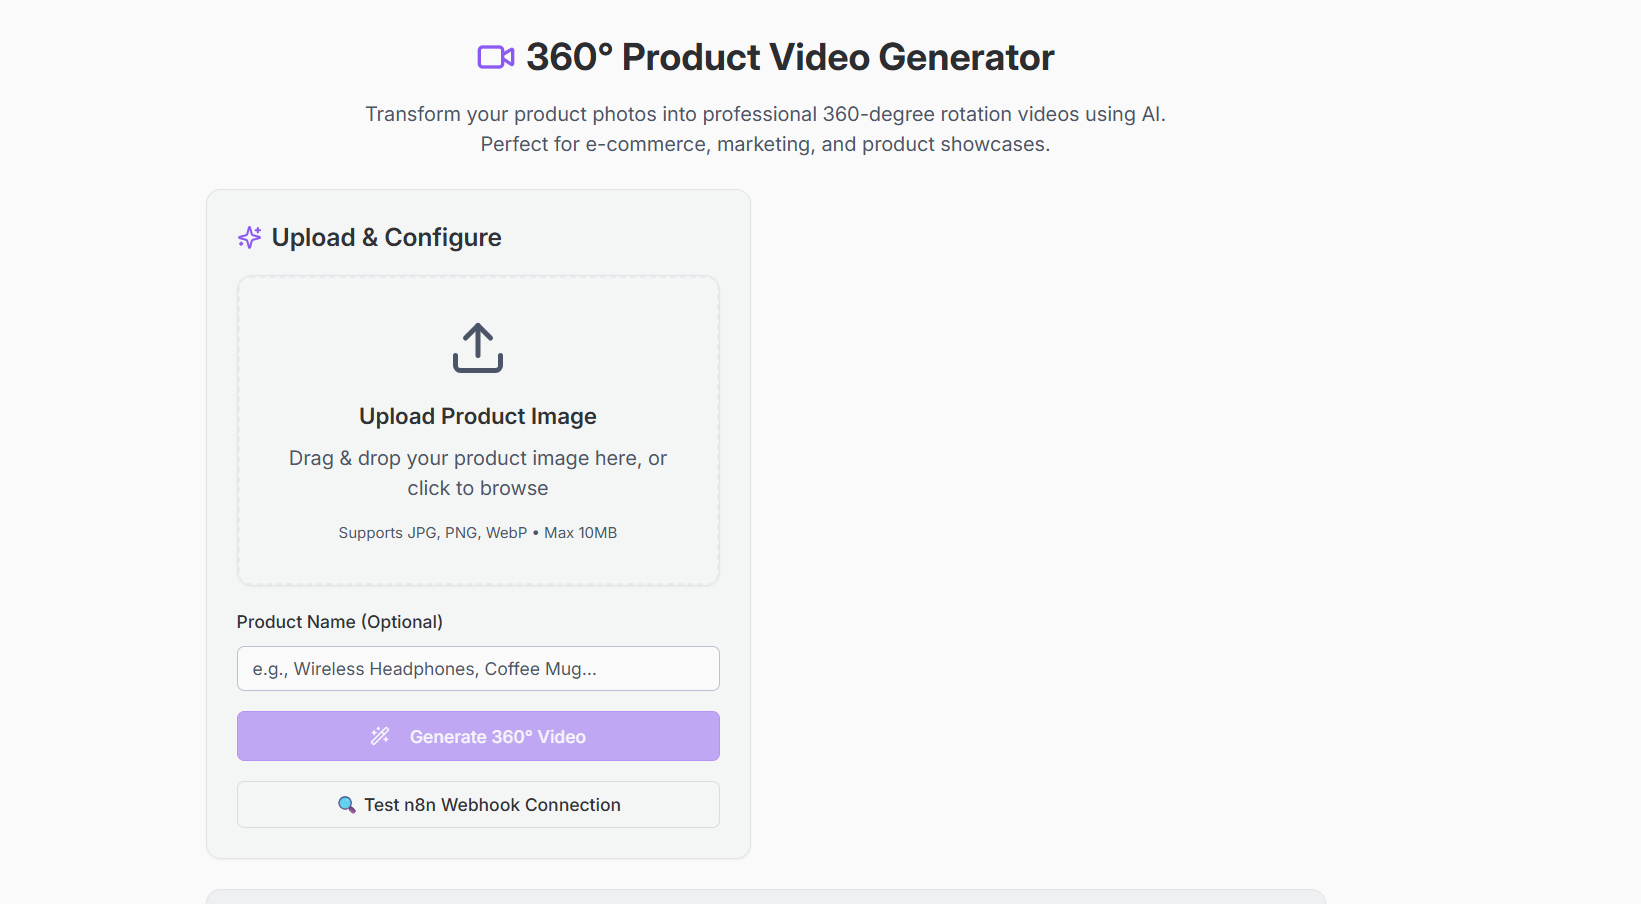 360° Product Video Generator
Transform your product photos into professional 360-degree rotation videos using AI.
Perfect for e-commerce, marketing, and product showcases.
Upload & Configure
Upload Product Image
Drag & drop your product image here, or
click to browse
Supports JPG, PNG, WebP • Max 10MB
Product Name (Optional)
e.g., Wireless Headphones, Coffee Mug...
Generate 360° Video
Test n8n Webhook Connection